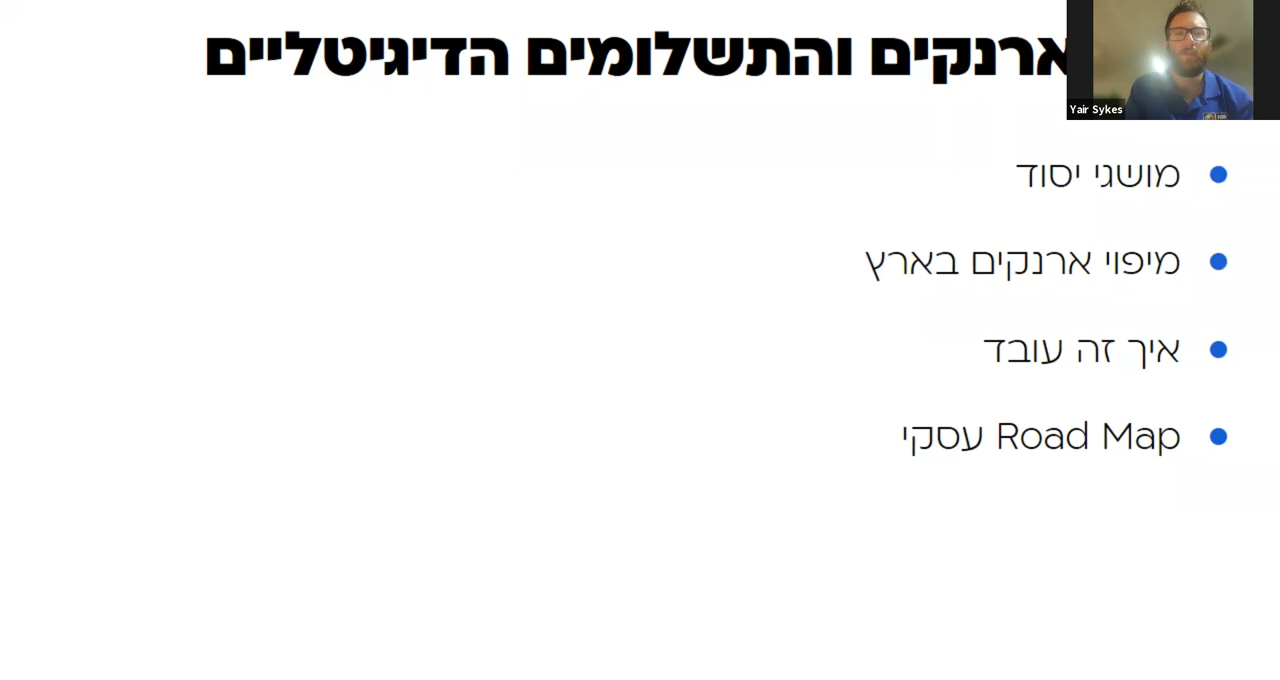 ארנקים והתשלומים הדיגיטליים
Yair Sykes
מושגי יסוד
מיפוי ארנקים בארץ
איך זה עובד
Road Map עסקי